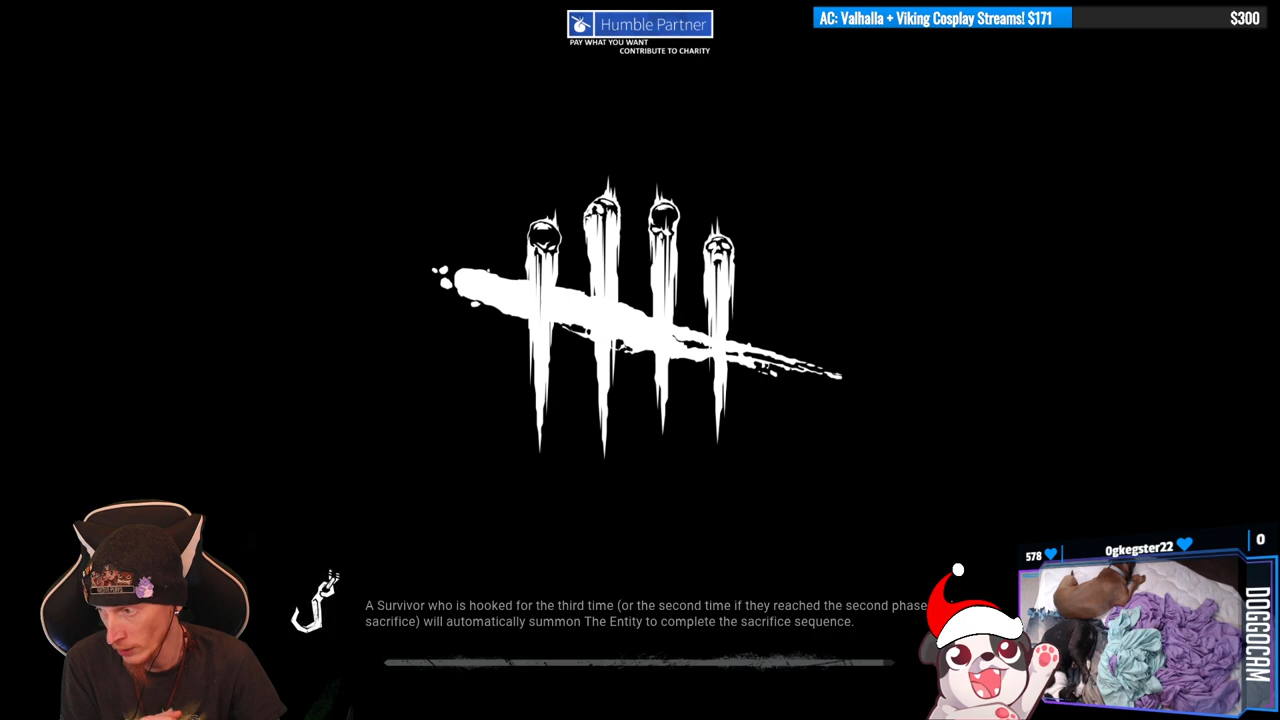 Humble Partner
PAY WHAT YOU WANT
CONTRIBUTE TO CHARITY
AC: Valhalla + Viking Cosplay Streams! $171
$300
578
0gkegster22
0
DOGGOCAM
A Survivor who is hooked for the third time (or the second time if they reached the second phase
sacrifice) will automatically summon The Entity to complete the sacrifice sequence.